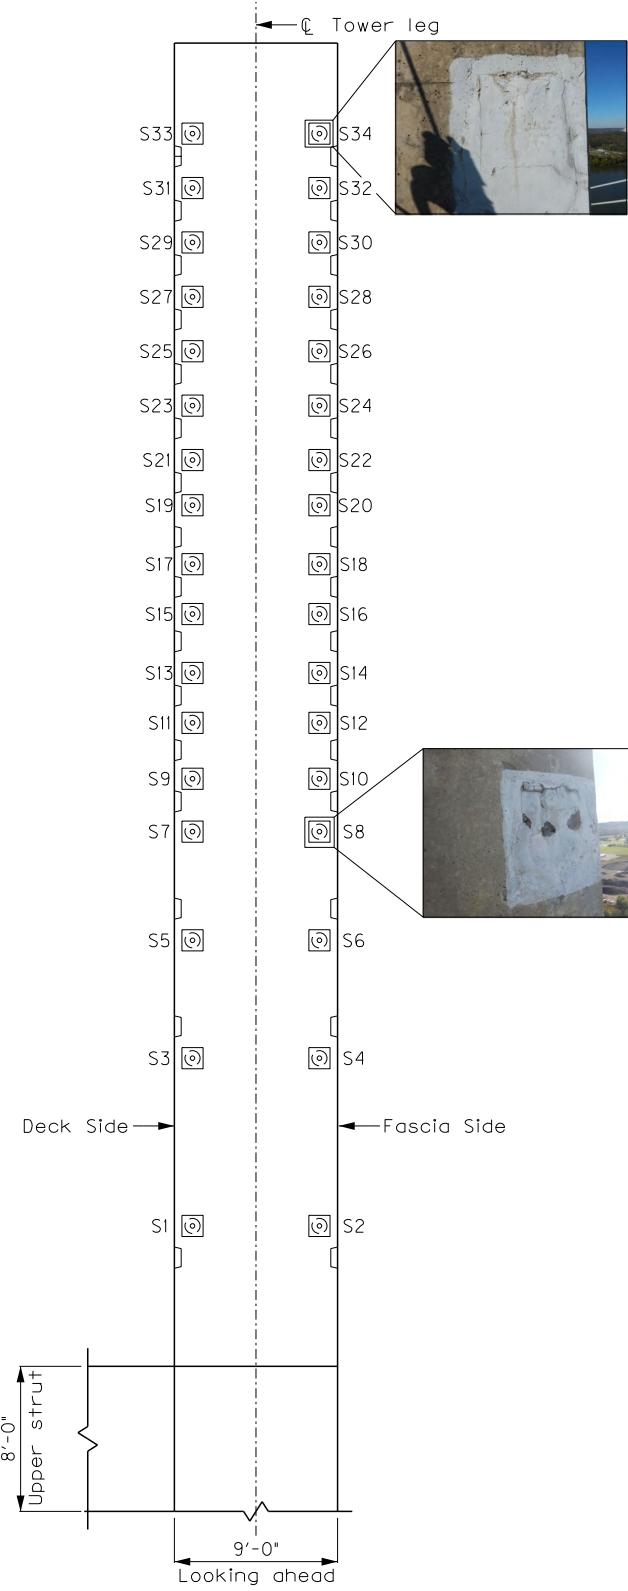 ℄ Tower leg
S33 S34
S31 S32
S29 S30
S27 S28
S25 S26
S23 S24
S21 S22
S19 S20
S17 S18
S15 S16
S13 S14
S11 S12
S9 S10
S7 S8
S5 S6
S3 S4
Deck Side Fascia Side
S1 S2
8'-0"
Upper strut
9'-0"
Looking ahead